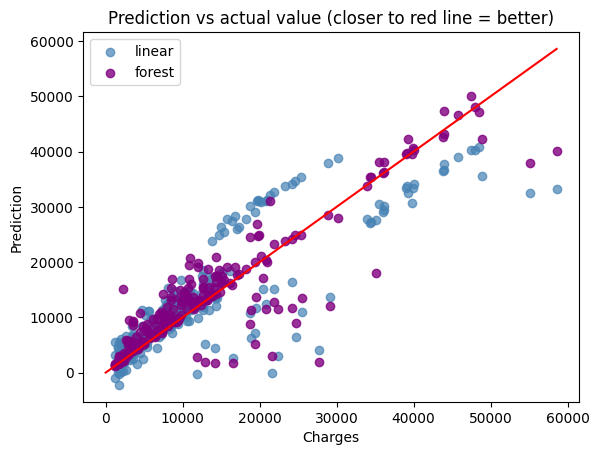 Prediction vs actual value (closer to red line = better)
linear
forest
60000
50000
40000
30000
20000
10000
0
Prediction
0 10000 20000 30000 40000 50000 60000
Charges